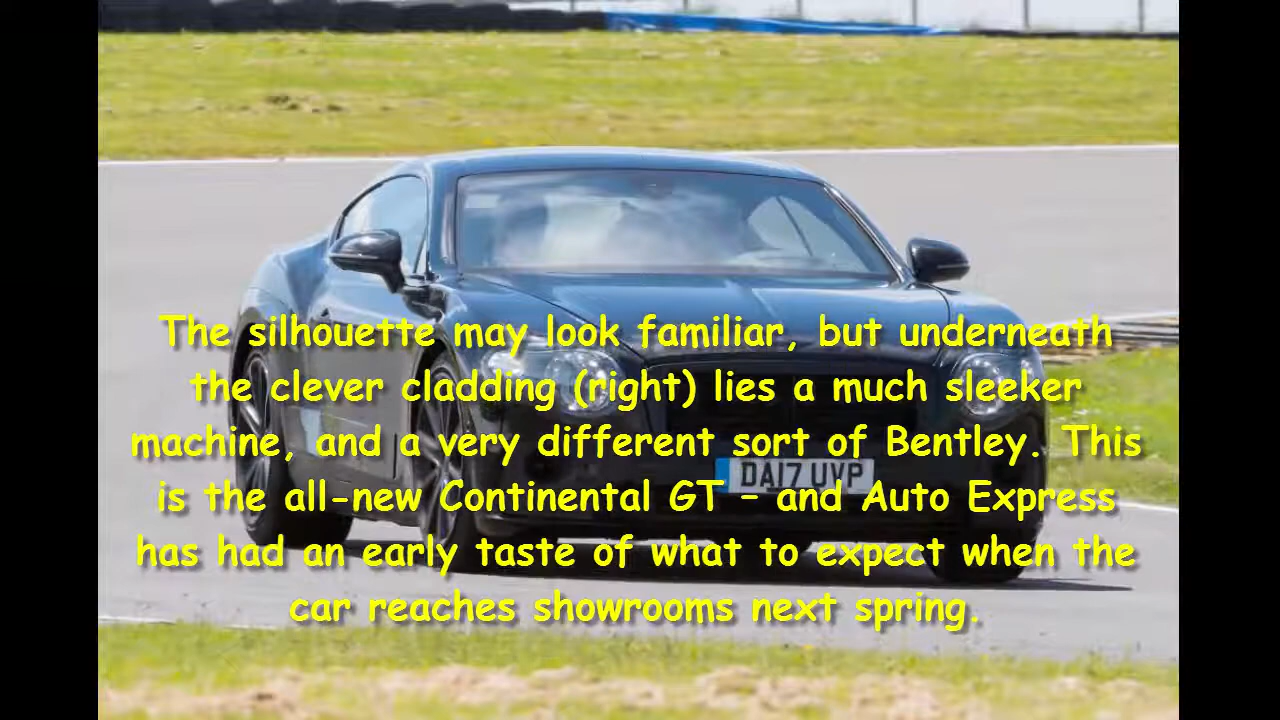 The silhouette may look familiar, but underneath
the clever cladding (right) lies a much sleeker
machine, and a very different sort of Bentley. This
is the all-new Continental GT – and Auto Express
has had an early taste of what to expect when the
car reaches showrooms next spring.
DA17 UVP